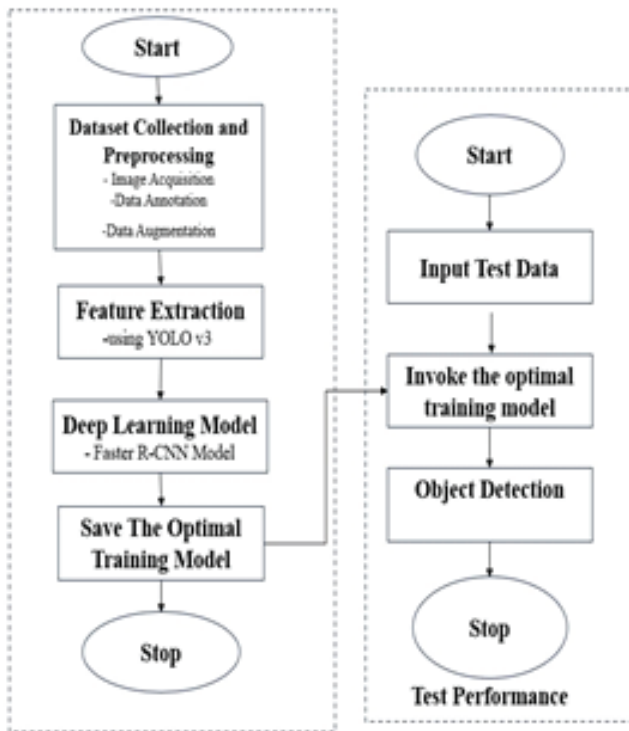 Start
Dataset Collection and
Preprocessing
- Image Acquisition
-Data Annotation
-Data Augmentation
Feature Extraction
-using YOLO v3
Deep Learning Model
- Faster R-CNN Model
Save The Optimal
Training Model
Stop
Start
Input Test Data
Invoke the optimal
training model
Object Detection
Stop
Test Performance